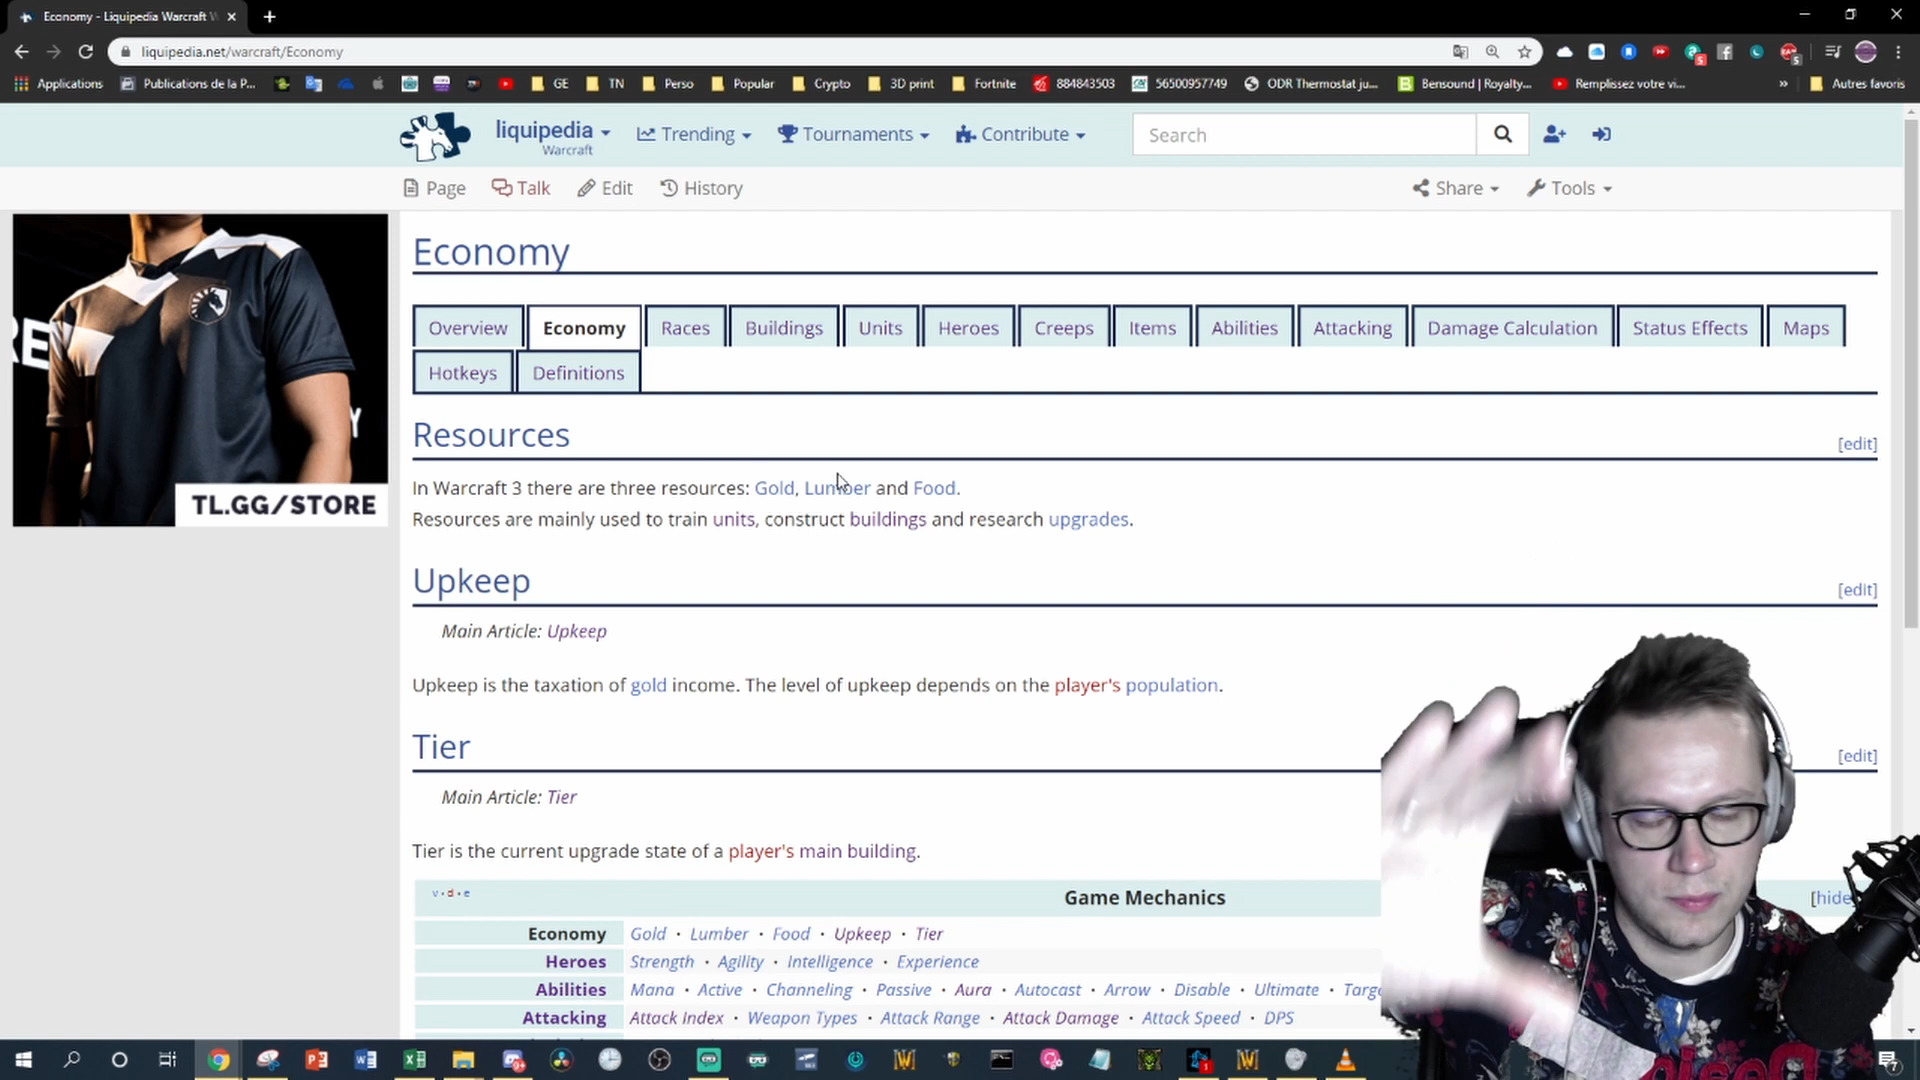 Economy - Liquipedia Warcraft W
liquipedia.net/warcraft/Economy
Applications Publications de la P... GE TN Perso Popular Crypto 3D print Fortnite 884843503 56500957749 ODR Thermostat ju... Bensound | Royalty... Remplissez votre vi... » Autres favoris
liquipedia Trending Tournaments Contribute Search
Warcraft
Page Talk Edit History Share Tools
TL.GG/STORE
Economy
Overview Economy Races Buildings Units Heroes Creeps Items Abilities Attacking Damage Calculation Status Effects Maps
Hotkeys Definitions
Resources [edit]
In Warcraft 3 there are three resources: Gold, Lumber and Food.
Resources are mainly used to train units, construct buildings and research upgrades.
Upkeep [edit]
Main Article: Upkeep
Upkeep is the taxation of gold income. The level of upkeep depends on the player's population.
Tier [edit]
Main Article: Tier
Tier is the current upgrade state of a player's main building.
v · d · e Game Mechanics [hide
Economy Gold · Lumber · Food · Upkeep · Tier
Heroes Strength · Agility · Intelligence · Experience
Abilities Mana · Active · Channeling · Passive · Aura · Autocast · Arrow · Disable · Ultimate · Targ
Attacking Attack Index · Weapon Types · Attack Range · Attack Damage · Attack Speed · DPS